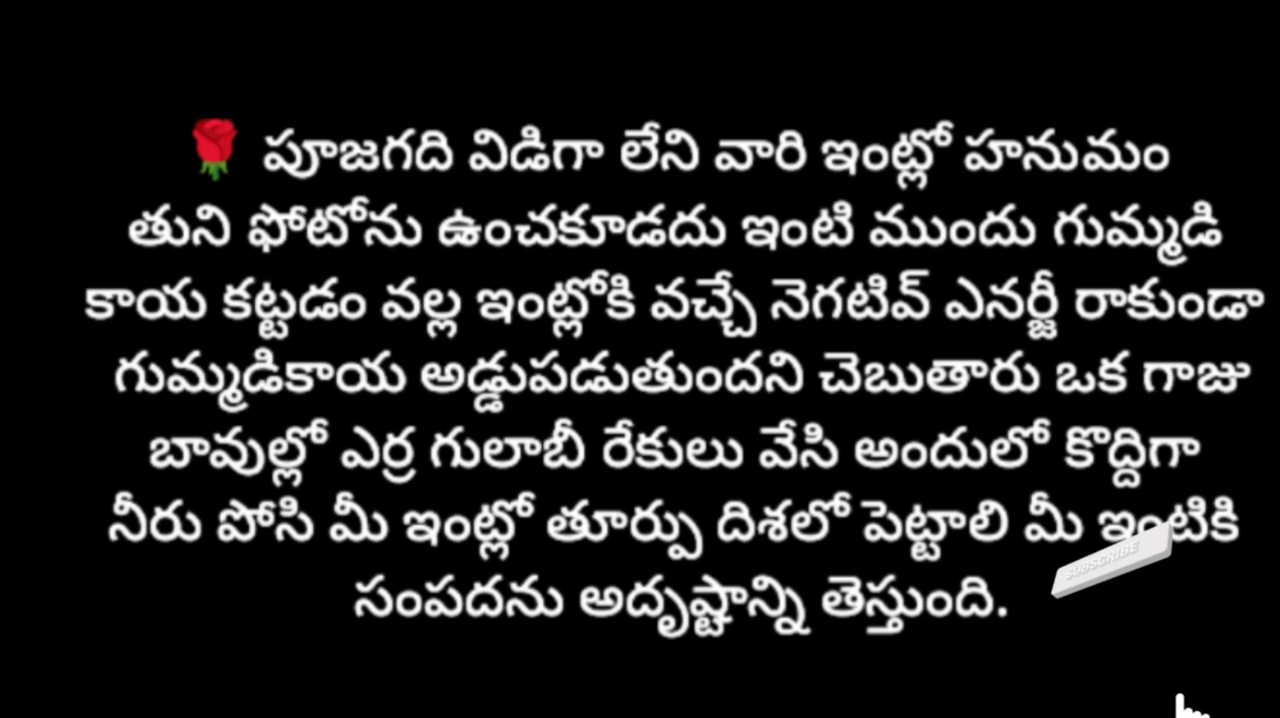 🌹 పూజగది విడిగా లేని వారి ఇంట్లో హనుమం
తుని ఫోటోను ఉంచకూడదు ఇంటి ముందు గుమ్మడి
కాయ కట్టడం వల్ల ఇంట్లోకి వచ్చే నెగటివ్ ఎనర్జీ రాకుండా
గుమ్మడికాయ అడ్డుపడుతుందని చెబుతారు ఒక గాజు
బావుల్లో ఎర్ర గులాబీ రేకులు వేసి అందులో కొద్దిగా
నీరు పోసి మీ ఇంట్లో తూర్పు దిశలో పెట్టాలి మీ ఇంటికి
సంపదను అదృష్టాన్ని తెస్తుంది.
SUBSCRIBE